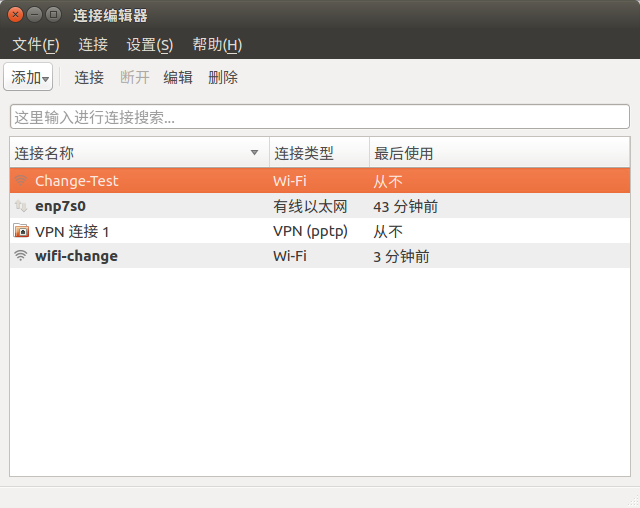 连接编辑器
文件(F) 连接 设置(S) 帮助(H)
添加 连接 断开 编辑 删除
这里输入进行连接搜索...
连接名称 连接类型 最后使用
Change-Test Wi-Fi 从不
enp7s0 有线以太网 43 分钟前
VPN 连接 1 VPN (pptp) 从不
wifi-change Wi-Fi 3 分钟前